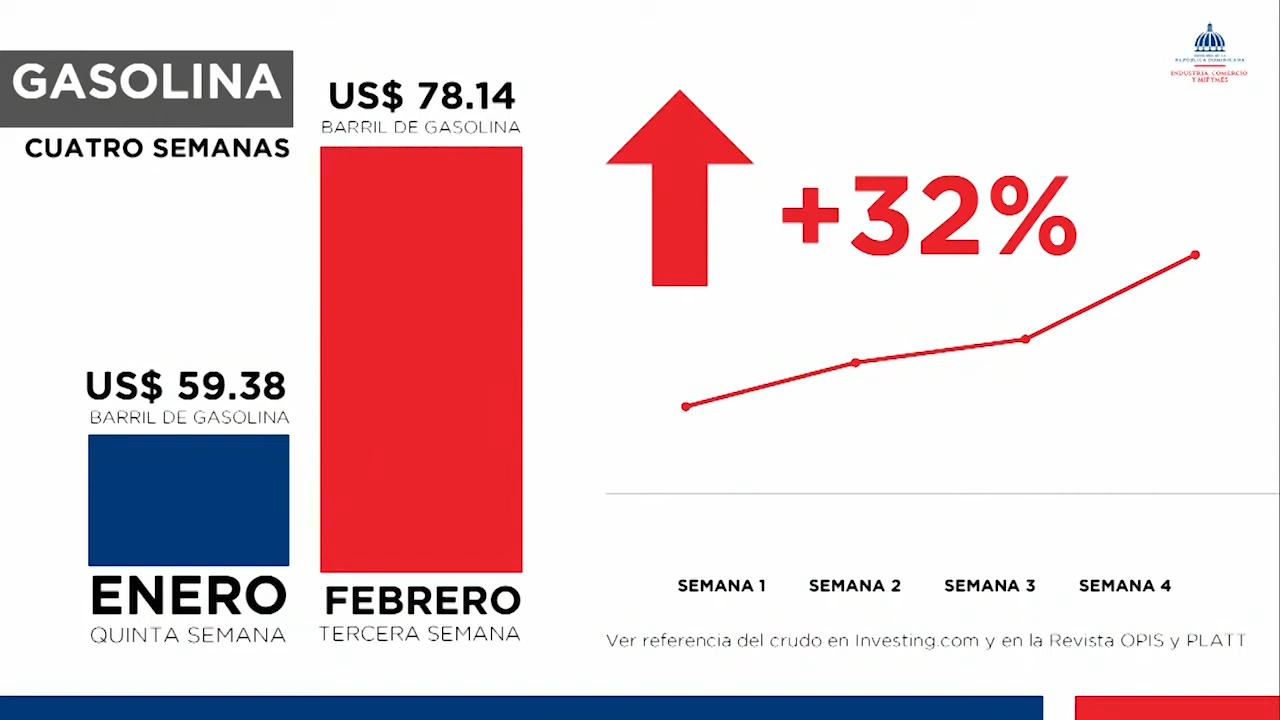 GASOLINA
CUATRO SEMANAS
US$ 78.14
BARRIL DE GASOLINA
US$ 59.38
BARRIL DE GASOLINA
ENERO
QUINTA SEMANA
FEBRERO
TERCERA SEMANA
+32%
SEMANA 1 SEMANA 2 SEMANA 3 SEMANA 4
Ver referencia del crudo en Investing.com y en la Revista OPIS y PLATT
REPÚBLICA DOMINICANA
INDUSTRIA, COMERCIO
Y MIPYMES